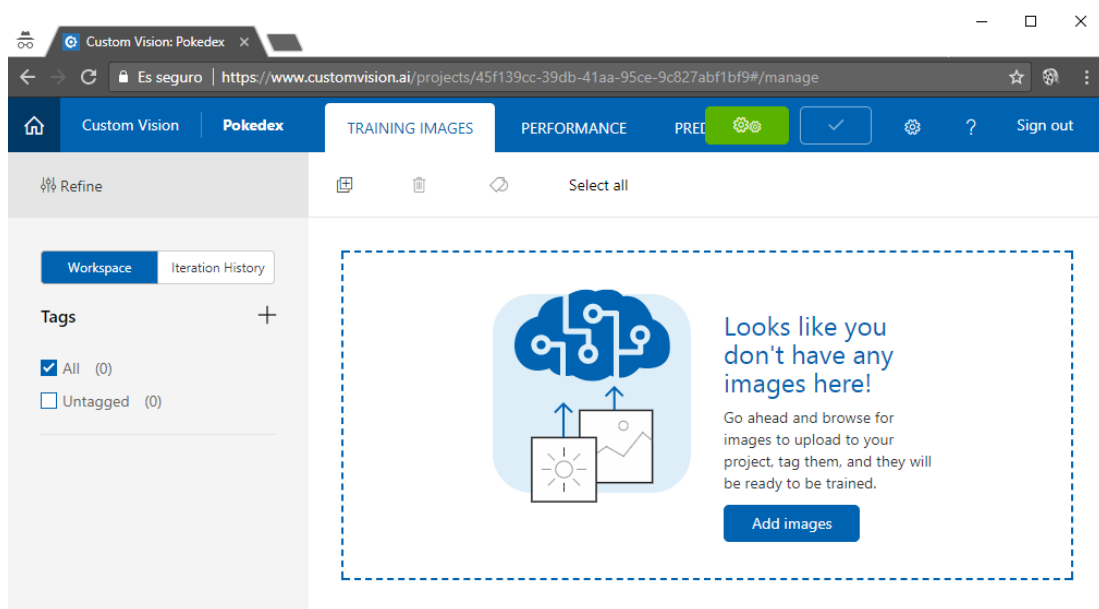 Custom Vision: Pokedex
Es seguro | https://www.customvision.ai/projects/45f139cc-39db-41aa-95ce-9c827abf1bf9#/manage
Custom Vision Pokedex TRAINING IMAGES PERFORMANCE PRED ? Sign out
Refine Select all
Workspace Iteration History
Tags
All (0)
Untagged (0)
Looks like you
don't have any
images here!
Go ahead and browse for
images to upload to your
project, tag them, and they will
be ready to be trained.
Add images